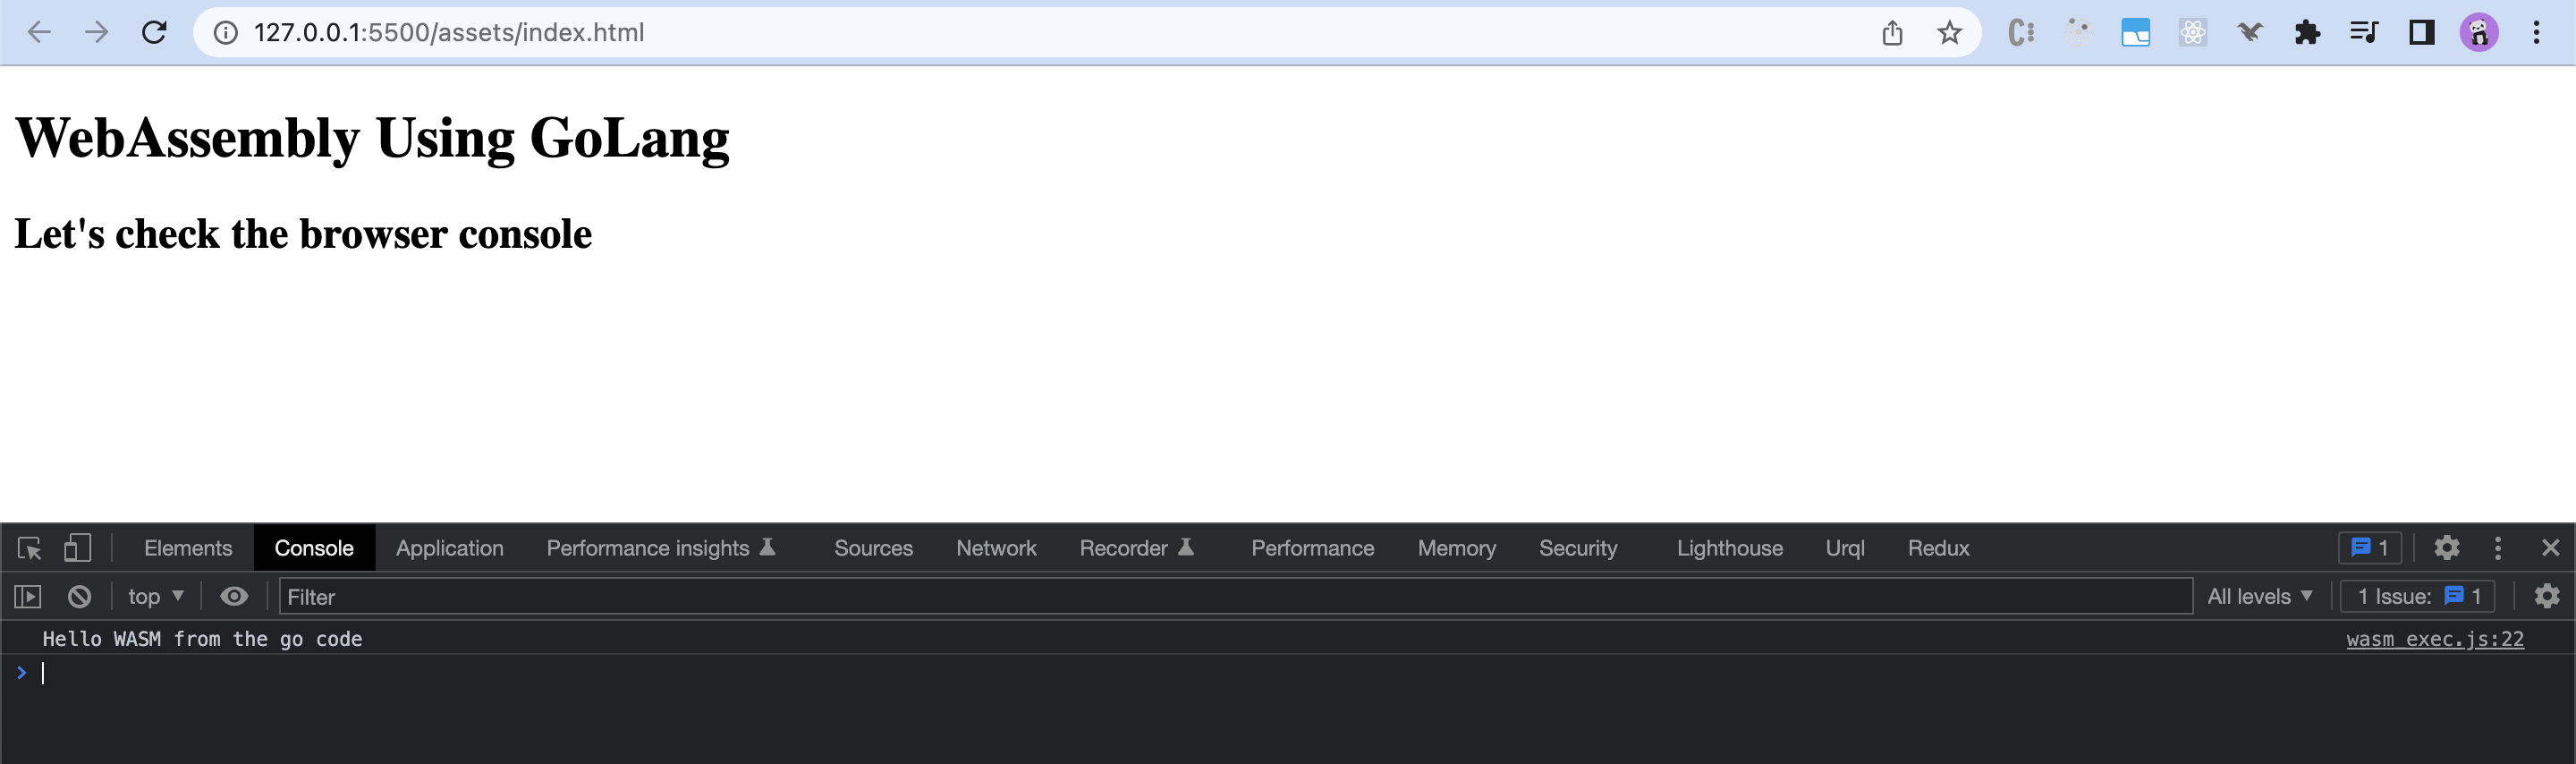 127.0.0.1:5500/assets/index.html
WebAssembly Using GoLang
Let's check the browser console
Elements Console Application Performance insights Sources Network Recorder Performance Memory Security Lighthouse Urql Redux 1
top Filter All levels 1 Issue: 1
Hello WASM from the go code wasm_exec.js:22